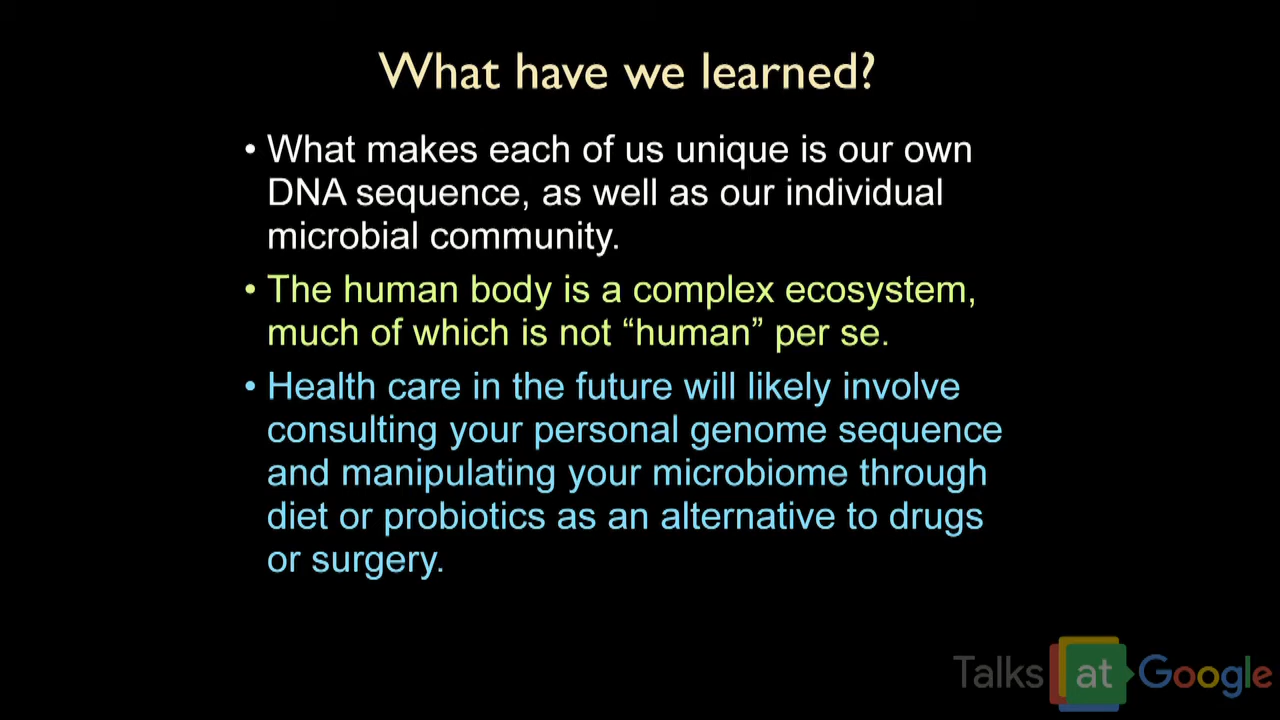 What have we learned?
• What makes each of us unique is our own
DNA sequence, as well as our individual
microbial community.
• The human body is a complex ecosystem,
much of which is not “human” per se.
• Health care in the future will likely involve
consulting your personal genome sequence
and manipulating your microbiome through
diet or probiotics as an alternative to drugs
or surgery.
Talks at Google